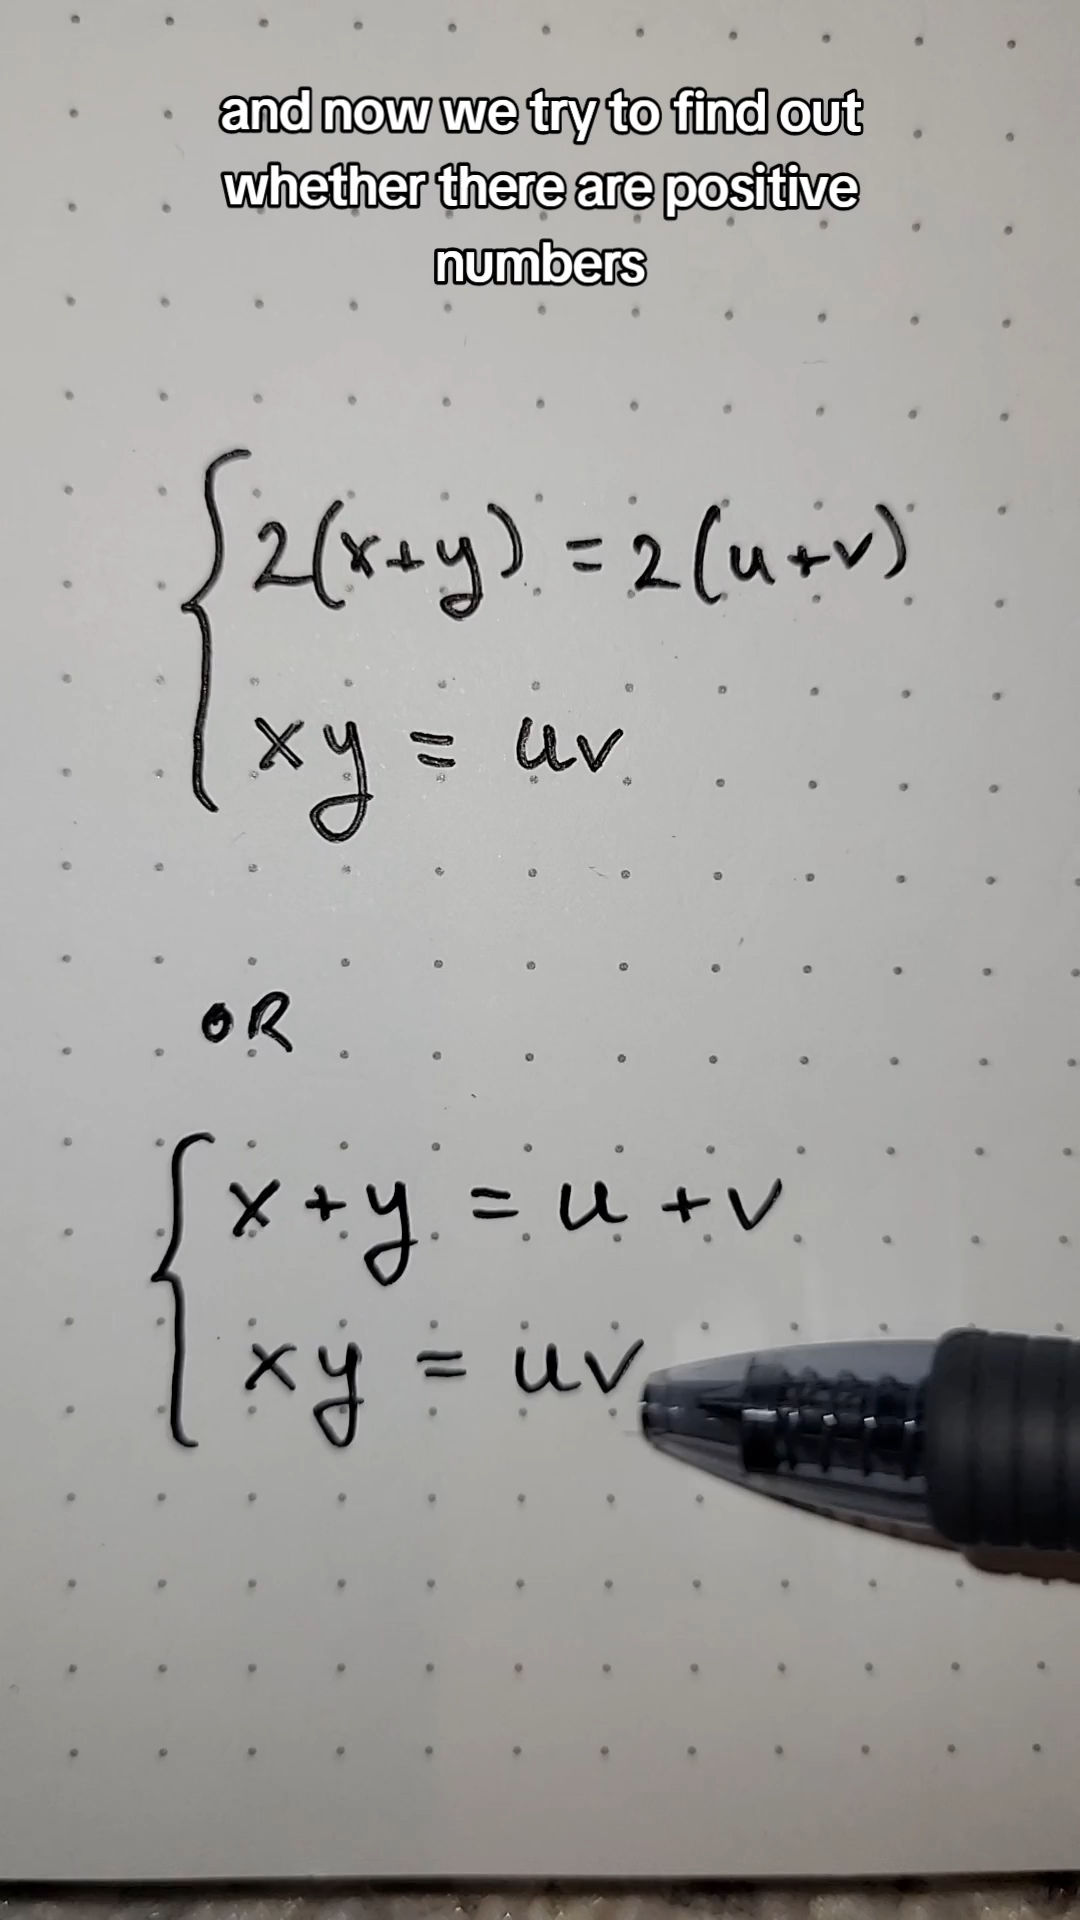 and now we try to find out
whether there are positive
numbers
2(x+y) = 2(u+v)
xy = uv
OR
x+y = u+v
xy = uv